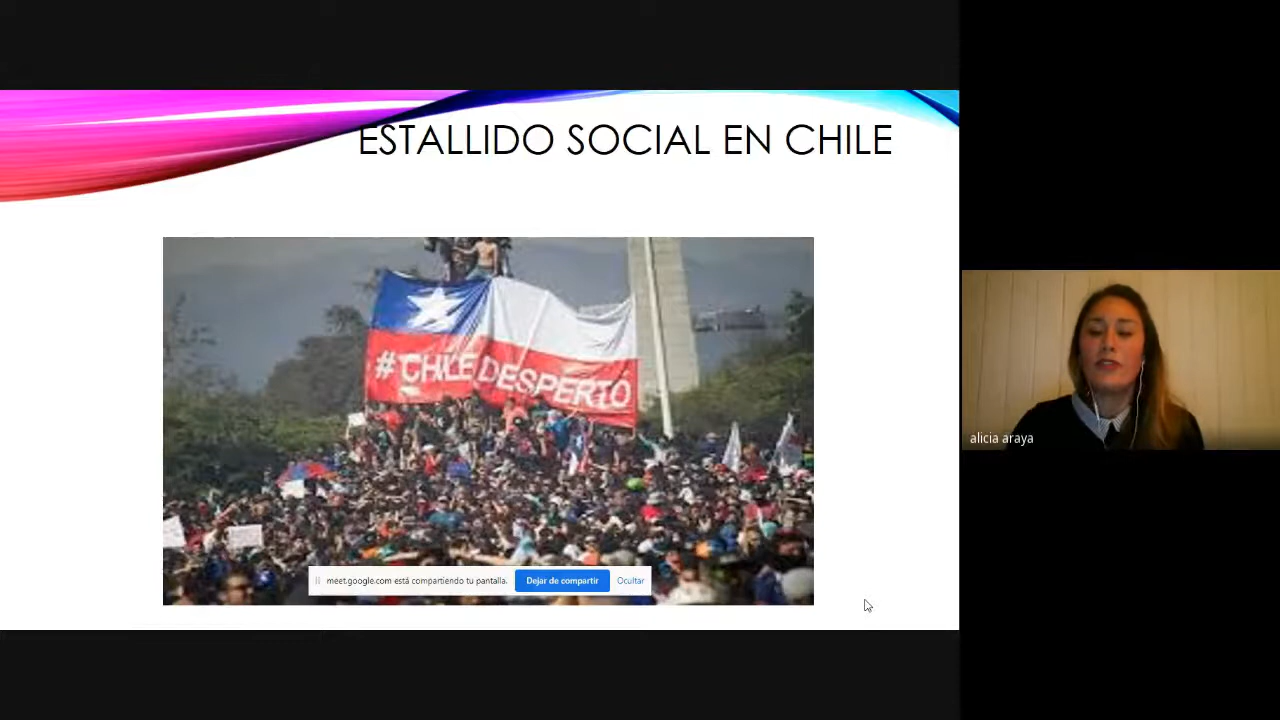 ESTALLIDO SOCIAL EN CHILE
#CHILE DESPERTO
meet.google.com está compartiendo tu pantalla.
Dejar de compartir
Ocultar
alicia araya